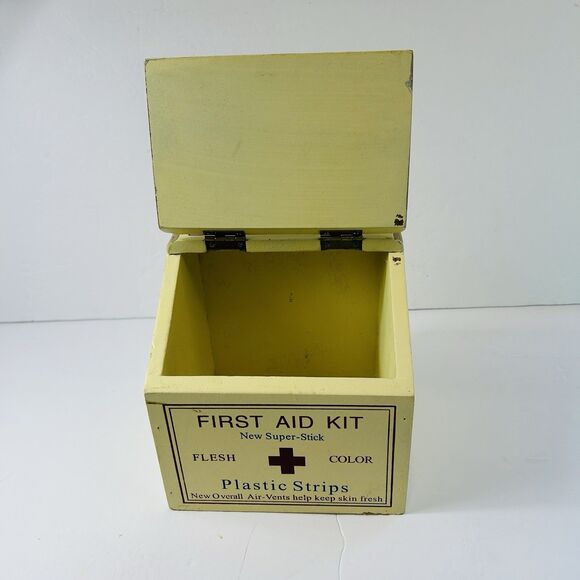 FIRST AID KIT
New Super-Stick
FLESH COLOR
Plastic Strips
New Overall Air-Vents help keep skin fresh